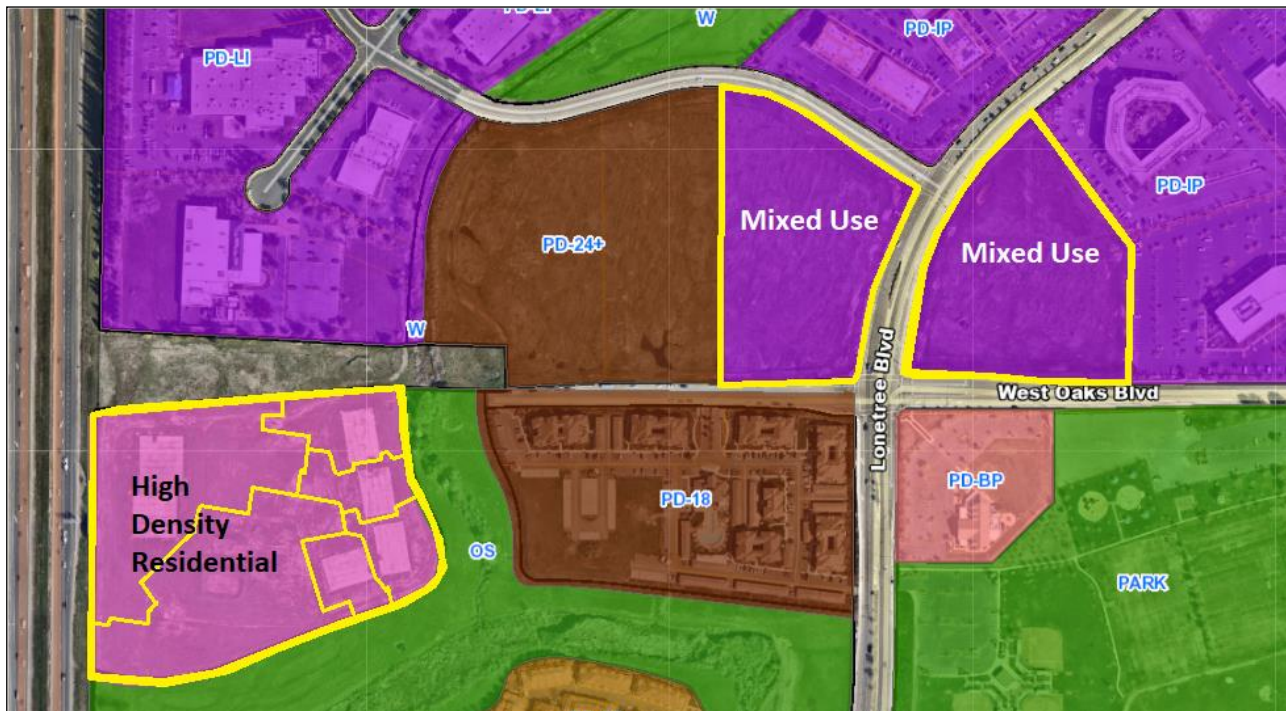 W
PD-LI
PD-IP
Mixed Use
PD-IP
PD-24+
Mixed Use
W
Lonetree Blvd
West Oaks Blvd
High
Density
Residential
PD-18
PD-BP
OS
PARK